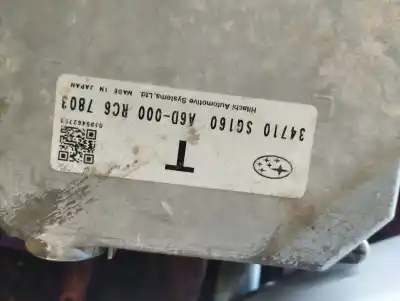 T
34710 SG160 A6D-000 RC6 7803
Hitachi Automotive Systems,Ltd. MADE IN JAPAN